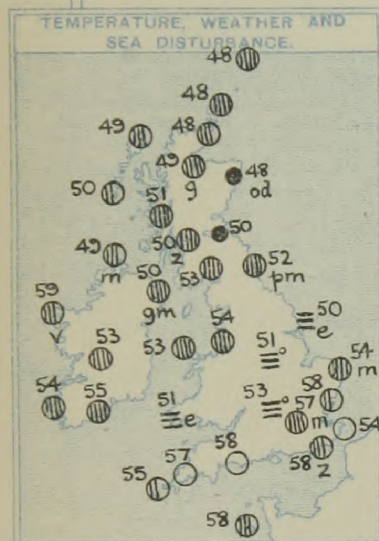 TEMPERATURE, WEATHER AND
SEA DISTURBANCE.
48
48
49 48
49 48
g od
50
51
50 50
z
49
m
53 52
pm
50
gm
59
v
50
e
53
53 54
51
54
m
54 55
51
e
53
58
57
m
54
58
z
55 57 58
58